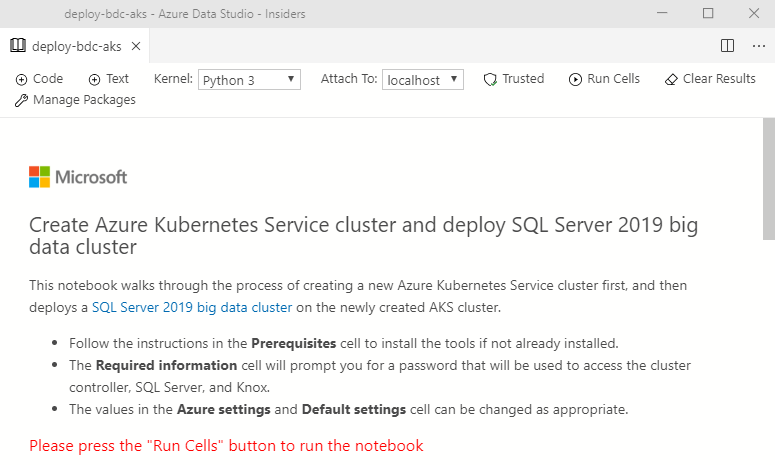 deploy-bdc-aks - Azure Data Studio - Insiders
deploy-bdc-aks
Code Text Kernel: Python 3 Attach To: localhost Trusted Run Cells Clear Results
Manage Packages
Microsoft
Create Azure Kubernetes Service cluster and deploy SQL Server 2019 big
data cluster
This notebook walks through the process of creating a new Azure Kubernetes Service cluster first, and then
deploys a SQL Server 2019 big data cluster on the newly created AKS cluster.
• Follow the instructions in the Prerequisites cell to install the tools if not already installed.
• The Required information cell will prompt you for a password that will be used to access the cluster
controller, SQL Server, and Knox.
• The values in the Azure settings and Default settings cell can be changed as appropriate.
Please press the "Run Cells" button to run the notebook